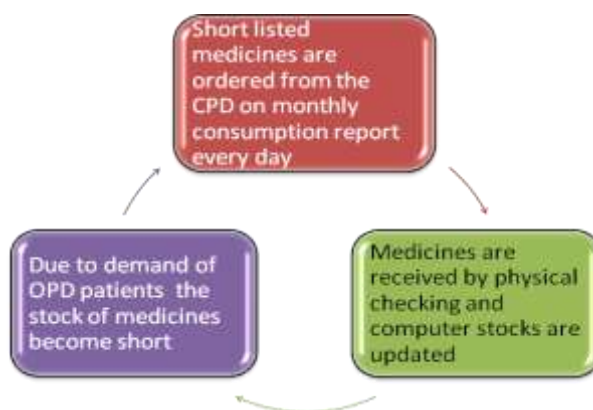 Short listed
medicines are
ordered from the
CPD on monthly
consumption report
every day
Medicines are
received by physical
checking and
computer stocks are
updated
Due to demand of
OPD patients the
stock of medicines
become short